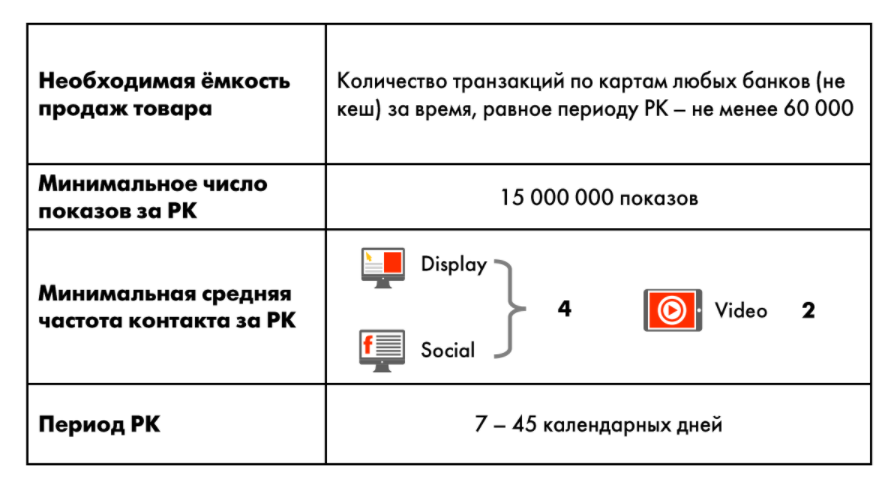 Необходимая ёмкость
продаж товара
Количество транзакций по картам любых банков (не
кеш) за время, равное периоду РК – не менее 60 000
Минимальное число
показов за РК
15 000 000 показов
Минимальная средняя
частота контакта за РК
Display
f
Social
4
Video
2
Период РК
7 – 45 календарных дней